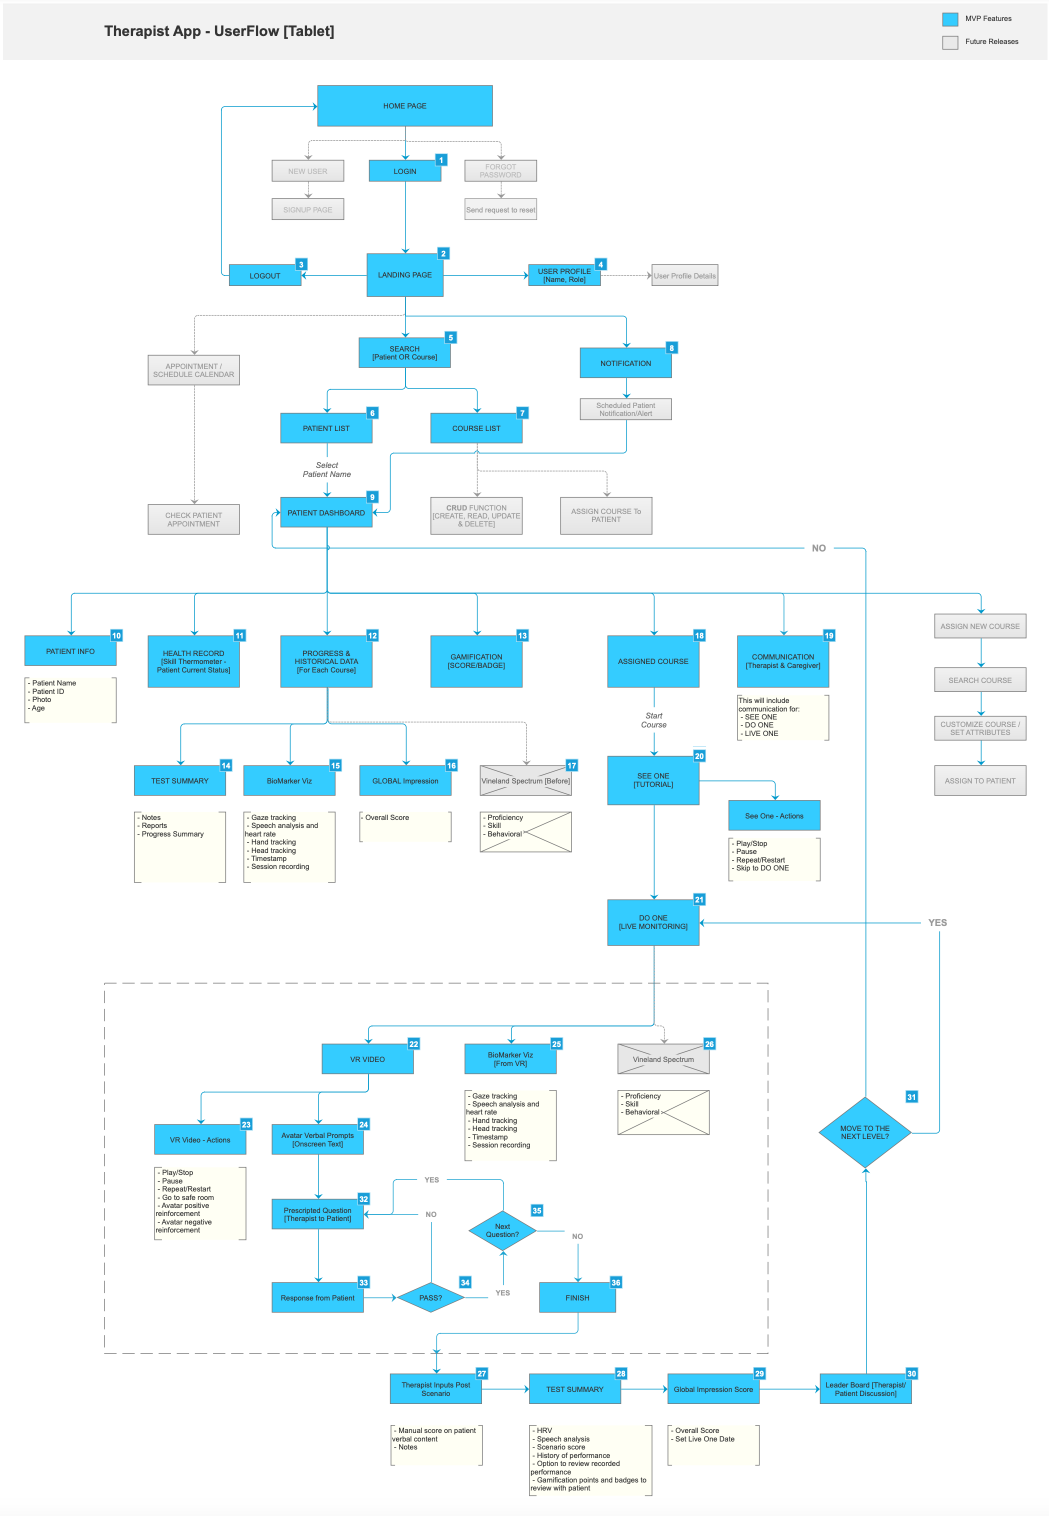 Therapist App - UserFlow [Tablet]
MVP Features
Future Releases
HOME PAGE
NEW USER
1
LOGIN
FORGOT
PASSWORD
SIGNUP PAGE
Send request to reset
2
LANDING PAGE
3
LOGOUT
4
USER PROFILE
[Name, Role]
User Profile Details
5
SEARCH
[Patient OR Course]
8
NOTIFICATION
APPOINTMENT /
SCHEDULE CALENDAR
Scheduled Patient
Notification/Alert
6
PATIENT LIST
7
COURSE LIST
Select
Patient Name
9
PATIENT DASHBOARD
CHECK PATIENT
APPOINTMENT
CRUD FUNCTION
[CREATE, READ, UPDATE
& DELETE]
ASSIGN COURSE To
PATIENT
NO
10
PATIENT INFO
- Patient Name
- Patient ID
- Photo
- Age
11
HEALTH RECORD
[Skill Thermometer -
Patient Current Status]
12
PROGRESS &
HISTORICAL DATA
[For Each Course]
13
GAMIFICATION
[SCORE/BADGE]
18
ASSIGNED COURSE
19
COMMUNICATION
[Therapist & Caregiver]
This will include
communication for:
- SEE ONE
- DO ONE
- LIVE ONE
ASSIGN NEW COURSE
SEARCH COURSE
CUSTOMIZE COURSE /
SET ATTRIBUTES
ASSIGN TO PATIENT
Start
Course
14
TEST SUMMARY
- Notes
- Reports
- Progress Summary
15
BioMarker Viz
- Gaze tracking
- Speech analysis and
heart rate
- Hand tracking
- Head tracking
- Timestamp
- Session recording
16
GLOBAL Impression
- Overall Score
17
Vineland Spectrum [Before]
- Proficiency
- Skill
- Behavioral
20
SEE ONE
[TUTORIAL]
See One - Actions
- Play/Stop
- Pause
- Repeat/Restart
- Skip to DO ONE
21
DO ONE
[LIVE MONITORING]
YES
22
VR VIDEO
25
BioMarker Viz
[From VR]
- Gaze tracking
- Speech analysis and
heart rate
- Hand tracking
- Head tracking
- Timestamp
- Session recording
26
Vineland Spectrum
- Proficiency
- Skill
- Behavioral
23
VR Video - Actions
- Play/Stop
- Pause
- Repeat/Restart
- Go to safe room
- Avatar positive
reinforcement
- Avatar negative
reinforcement
24
Avatar Verbal Prompts
[Onscreen Text]
31
MOVE TO THE
NEXT LEVEL?
32
Prescripted Question
[Therapist to Patient]
YES
NO
35
Next
Question?
NO
33
Response from Patient
34
PASS?
YES
36
FINISH
27
Therapist Inputs Post
Scenario
- Manual score on patient
verbal content
- Notes
28
TEST SUMMARY
- HRV
- Speech analysis
- Scenario score
- History of performance
- Option to review recorded
performance
- Gamification points and badges to
review with patient
29
Global Impression Score
- Overall Score
- Set Live One Date
30
Leader Board [Therapist/
Patient Discussion]